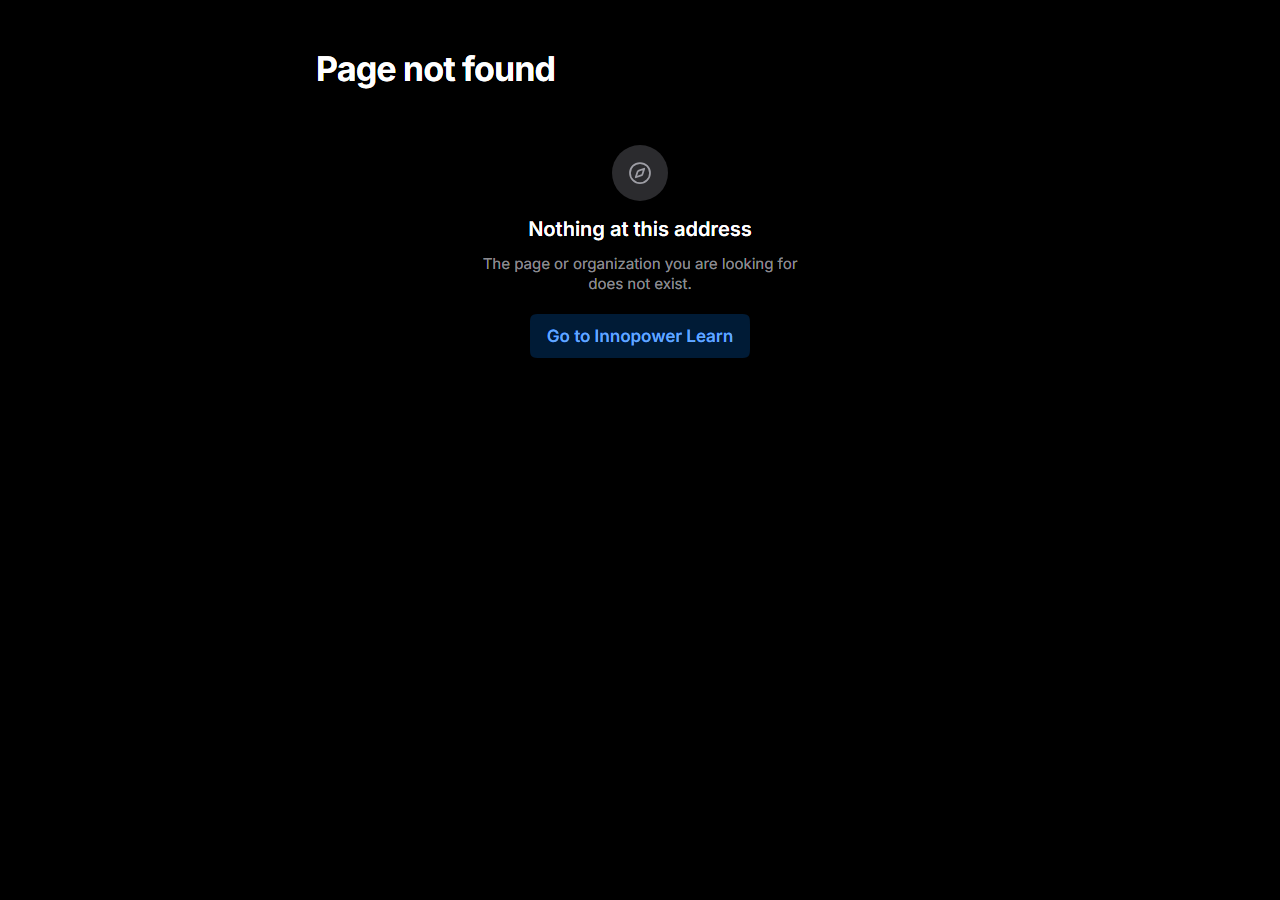 Page not found
Nothing at this address
The page or organization you are looking for
does not exist.
Go to Innopower Learn